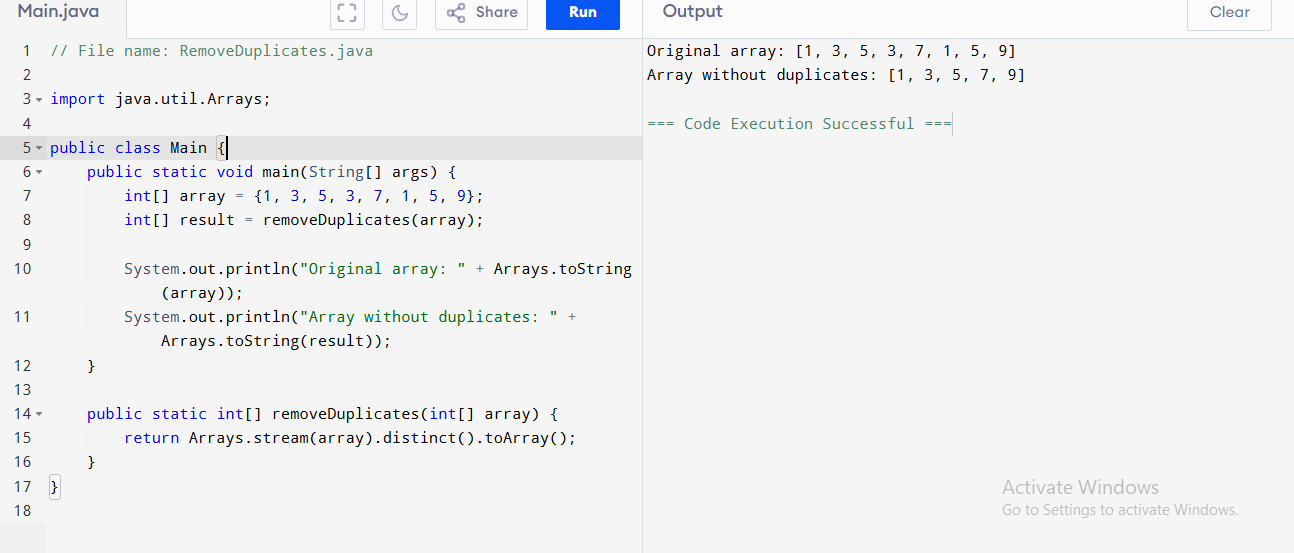 Main.java
Share
Run
Output
Clear
1 // File name: RemoveDuplicates.java
2
3 import java.util.Arrays;
4
5 public class Main {
6     public static void main(String[] args) {
7         int[] array = {1, 3, 5, 3, 7, 1, 5, 9};
8         int[] result = removeDuplicates(array);
9
10         System.out.println("Original array: " + Arrays.toString
            (array));
11         System.out.println("Array without duplicates: " +
            Arrays.toString(result));
12     }
13
14     public static int[] removeDuplicates(int[] array) {
15         return Arrays.stream(array).distinct().toArray();
16     }
17 }
18
Original array: [1, 3, 5, 3, 7, 1, 5, 9]
Array without duplicates: [1, 3, 5, 7, 9]
=== Code Execution Successful ===
Activate Windows
Go to Settings to activate Windows.